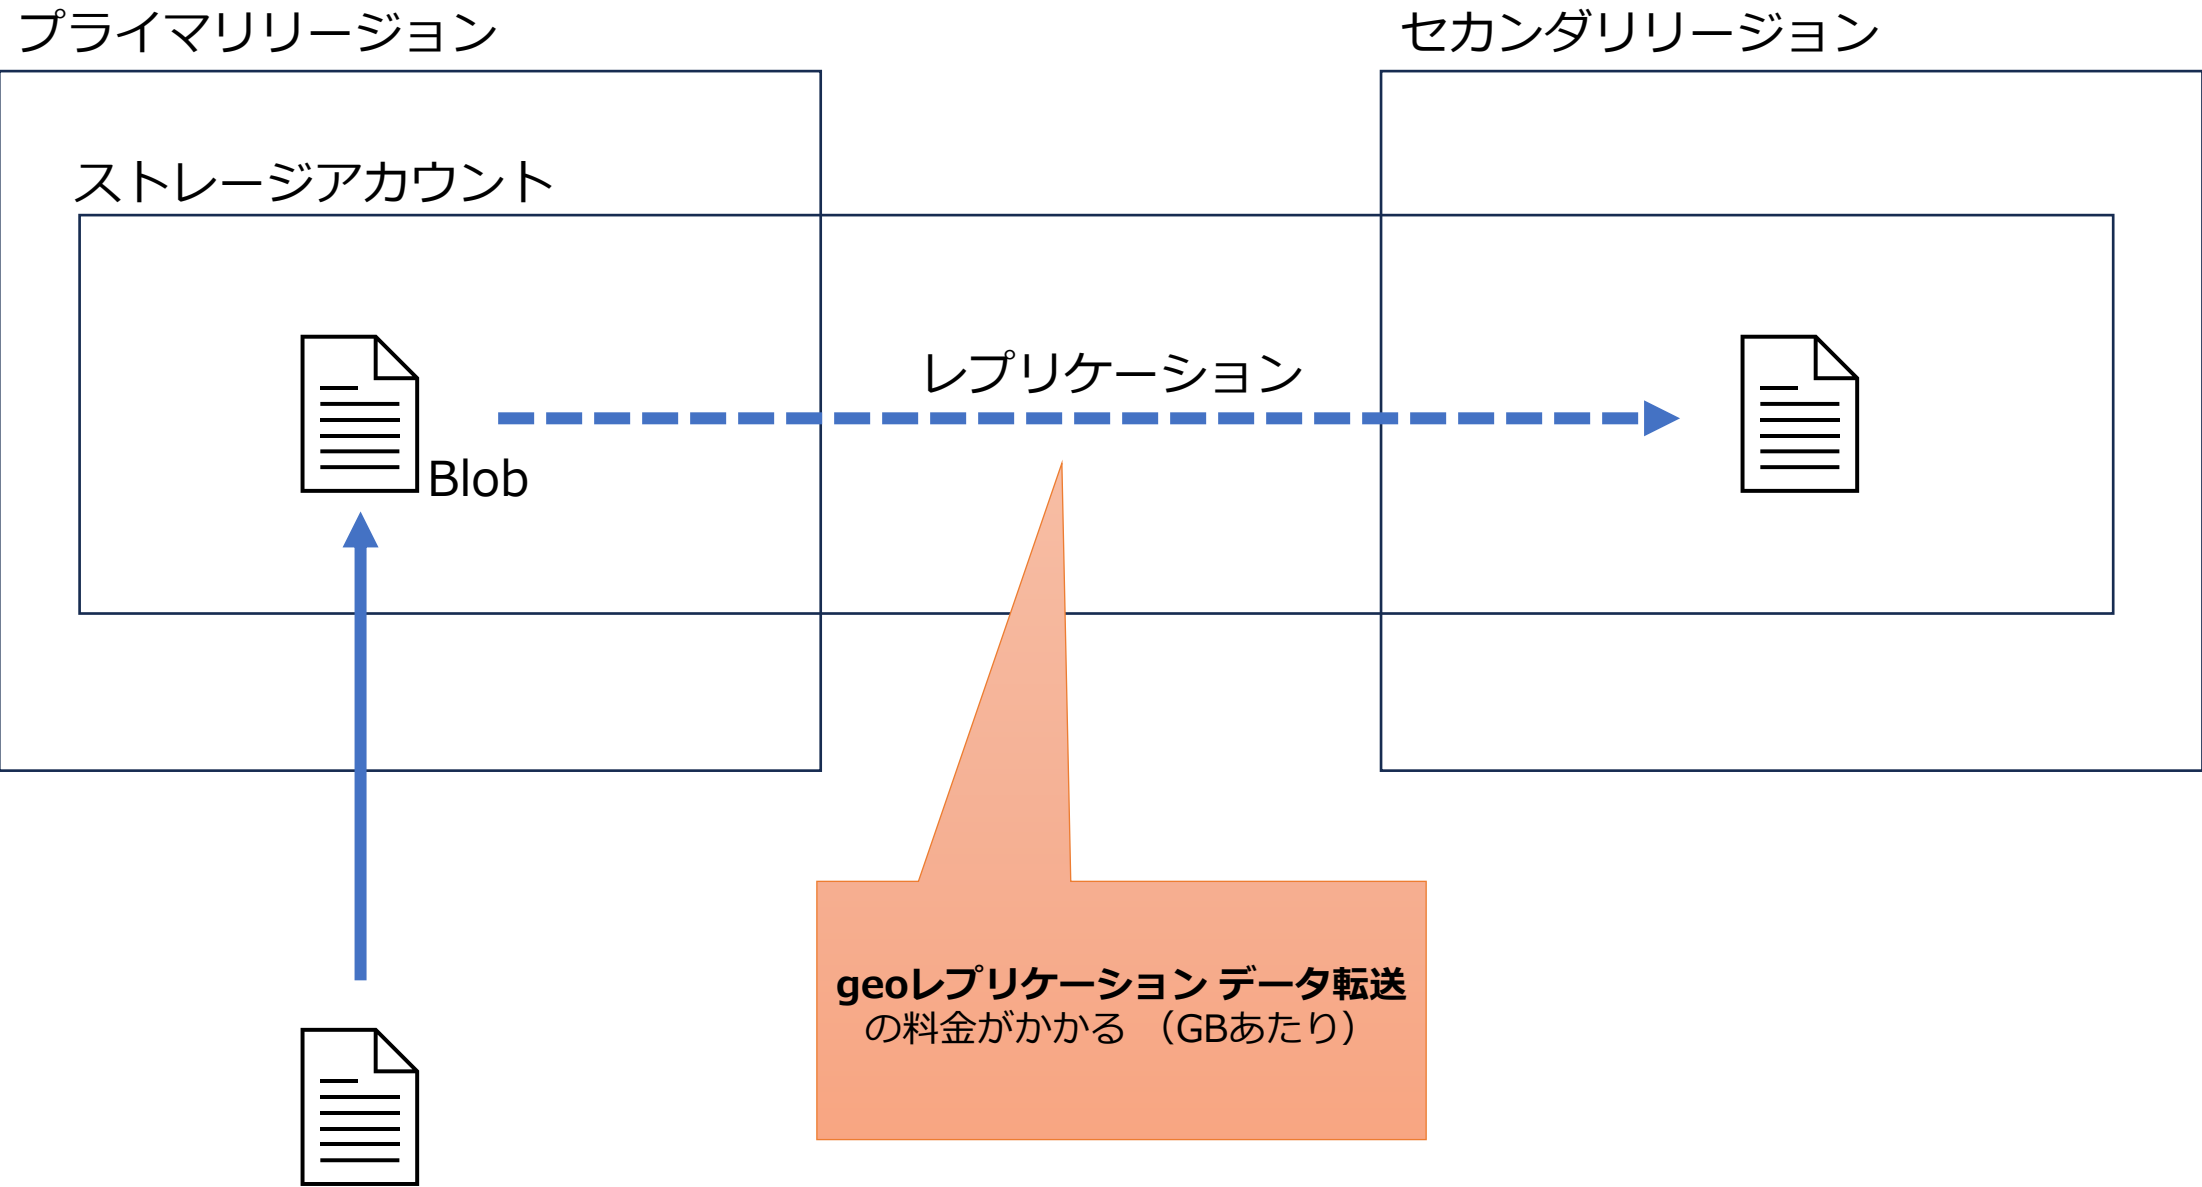 プライマリリージョン
セカンダリリージョン
ストレージアカウント
レプリケーション
Blob
geoレプリケーション データ転送
の料金がかかる （GBあたり）